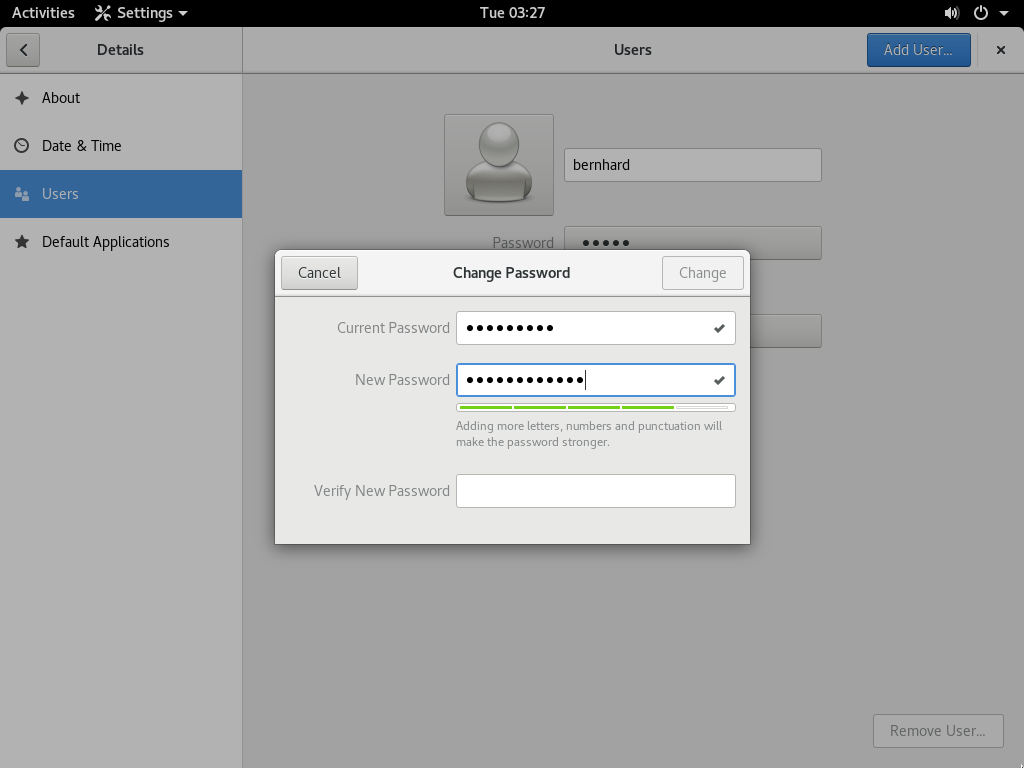 Activities Settings Tue 03:27
Details Users Add User...
About
Date & Time
Users
Default Applications
bernhard
Password •••••
Cancel Change Password Change
Current Password •••••••••
New Password ••••••••••••
Adding more letters, numbers and punctuation will
make the password stronger.
Verify New Password
Remove User...